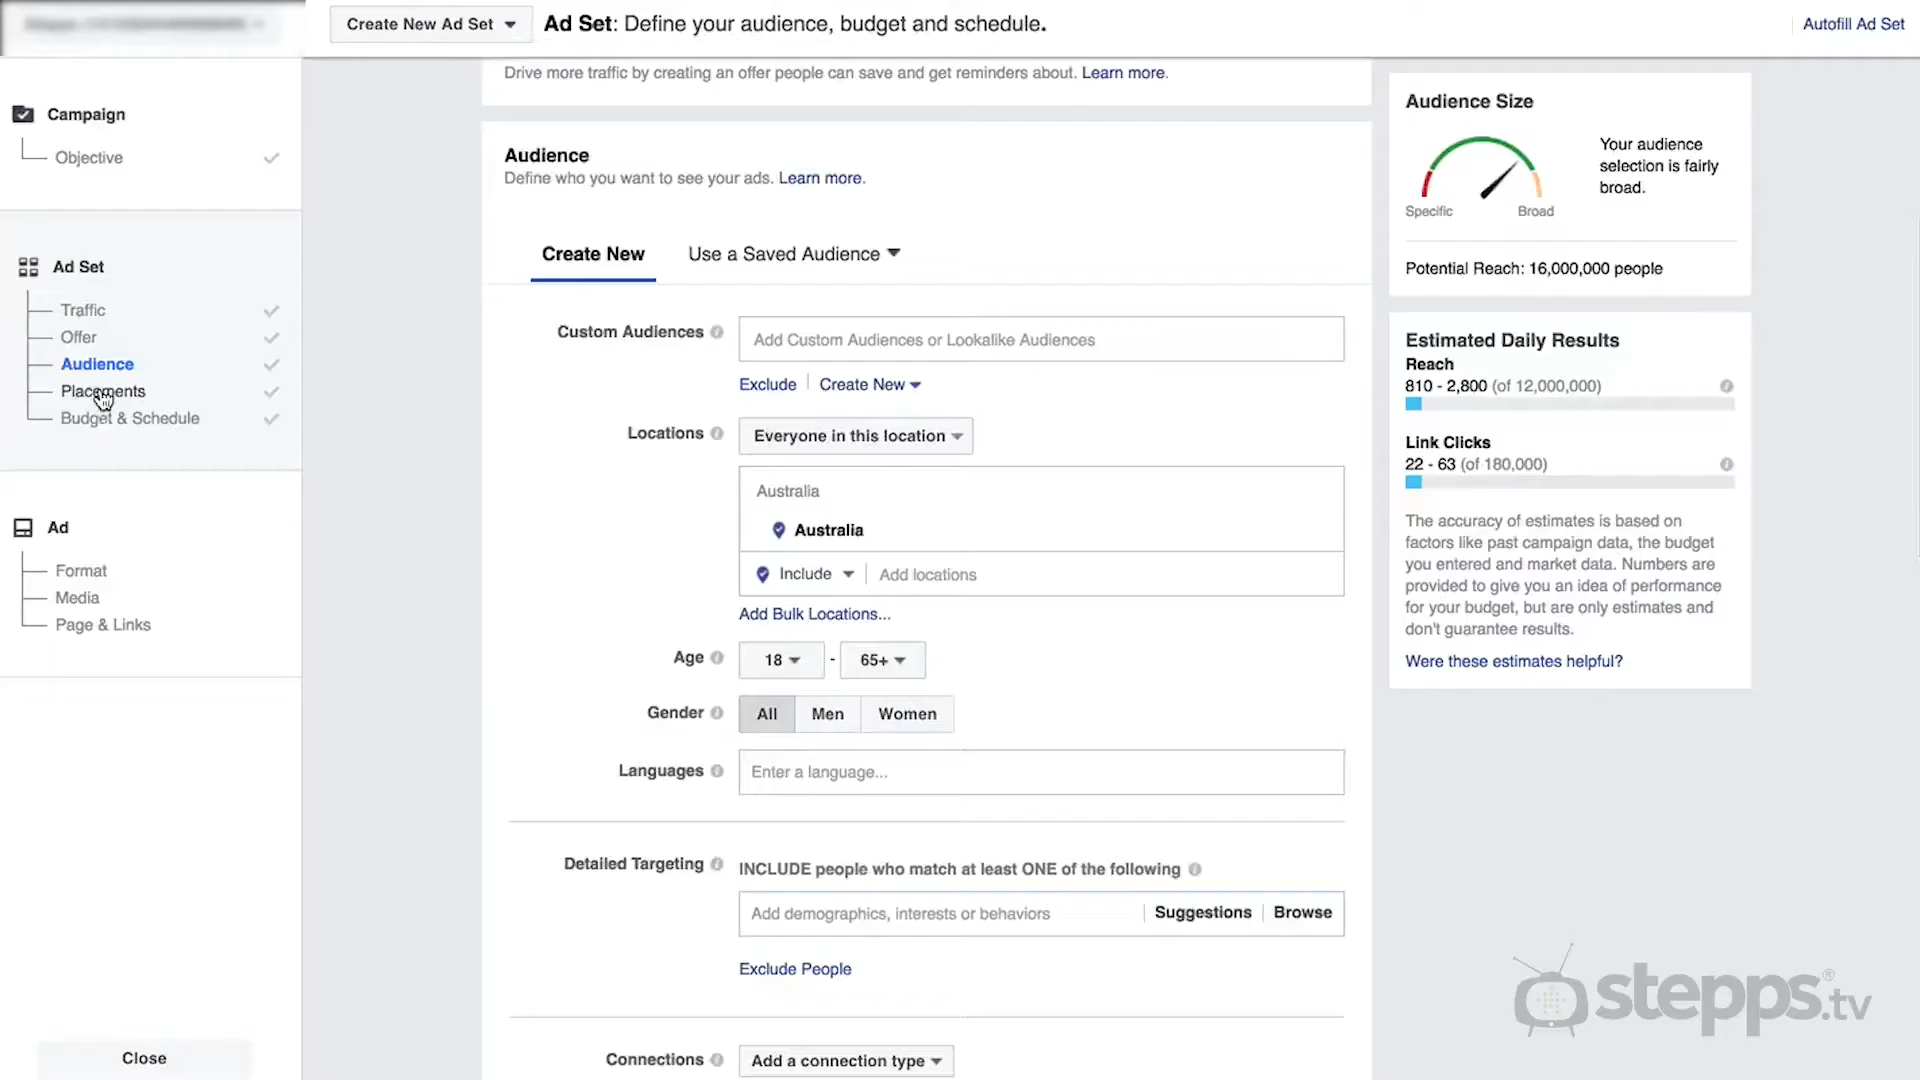 Create New Ad Set
Ad Set: Define your audience, budget and schedule.
Autofill Ad Set
Campaign
Objective
Ad Set
Traffic
Offer
Audience
Placements
Budget & Schedule
Ad
Format
Media
Page & Links
Close
Drive more traffic by creating an offer people can save and get reminders about. Learn more.
Audience
Define who you want to see your ads. Learn more.
Create New
Use a Saved Audience
Custom Audiences
Add Custom Audiences or Lookalike Audiences
Exclude
Create New
Locations
Everyone in this location
Australia
Australia
Include
Add locations
Add Bulk Locations...
Age
18 - 65+
Gender
All Men Women
Languages
Enter a language...
Detailed Targeting
INCLUDE people who match at least ONE of the following
Add demographics, interests or behaviors
Suggestions
Browse
Exclude People
Connections
Add a connection type
Audience Size
Specific
Broad
Your audience
selection is fairly
broad.
Potential Reach: 16,000,000 people
Estimated Daily Results
Reach
810 - 2,800 (of 12,000,000)
Link Clicks
22 - 63 (of 180,000)
The accuracy of estimates is based on
factors like past campaign data, the budget
you entered and market data. Numbers are
provided to give you an idea of performance
for your budget, but are only estimates and
don't guarantee results.
Were these estimates helpful?
stepps®.tv